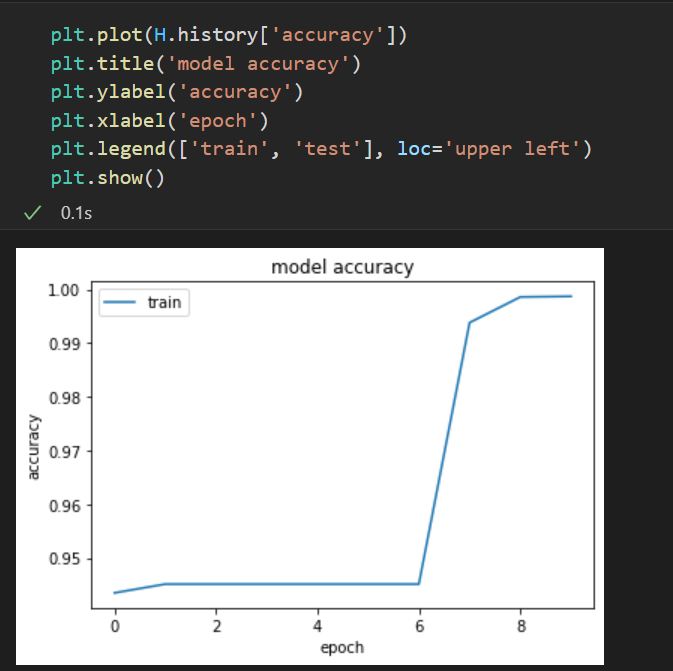 plt.plot(H.history['accuracy'])
plt.title('model accuracy')
plt.ylabel('accuracy')
plt.xlabel('epoch')
plt.legend(['train', 'test'], loc='upper left')
plt.show()
0.1s
model accuracy
train
1.00
0.99
0.98
0.97
0.96
0.95
accuracy
0 2 4 6 8
epoch